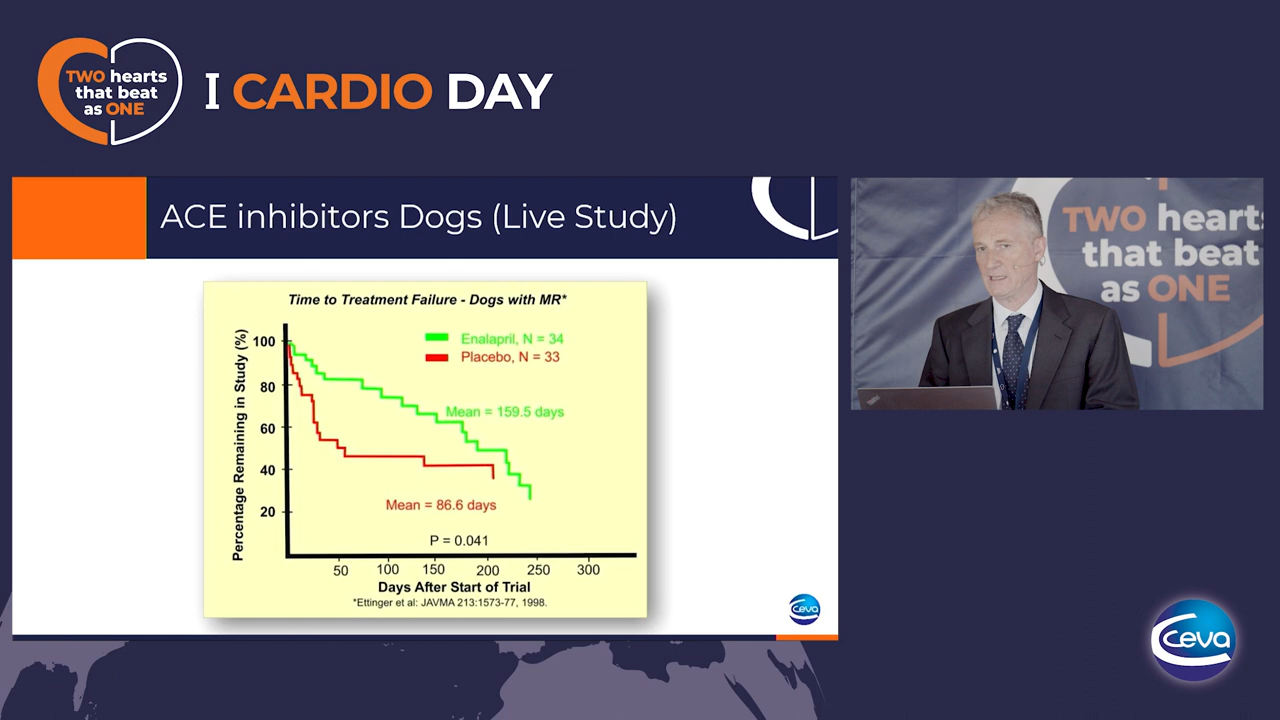 TWO hearts
that beat
as ONE
I CARDIO DAY
ACE inhibitors Dogs (Live Study)
Time to Treatment Failure - Dogs with MR*
Percentage Remaining in Study (%)
100
80
60
40
20
Enalapril, N = 34
Placebo, N = 33
Mean = 159.5 days
Mean = 86.6 days
P = 0.041
50 100 150 200 250 300
Days After Start of Trial
*Ettinger et al: JAVMA 213:1573-77, 1998.
Ceva
TWO hearts
that beat
as ONE
Ceva